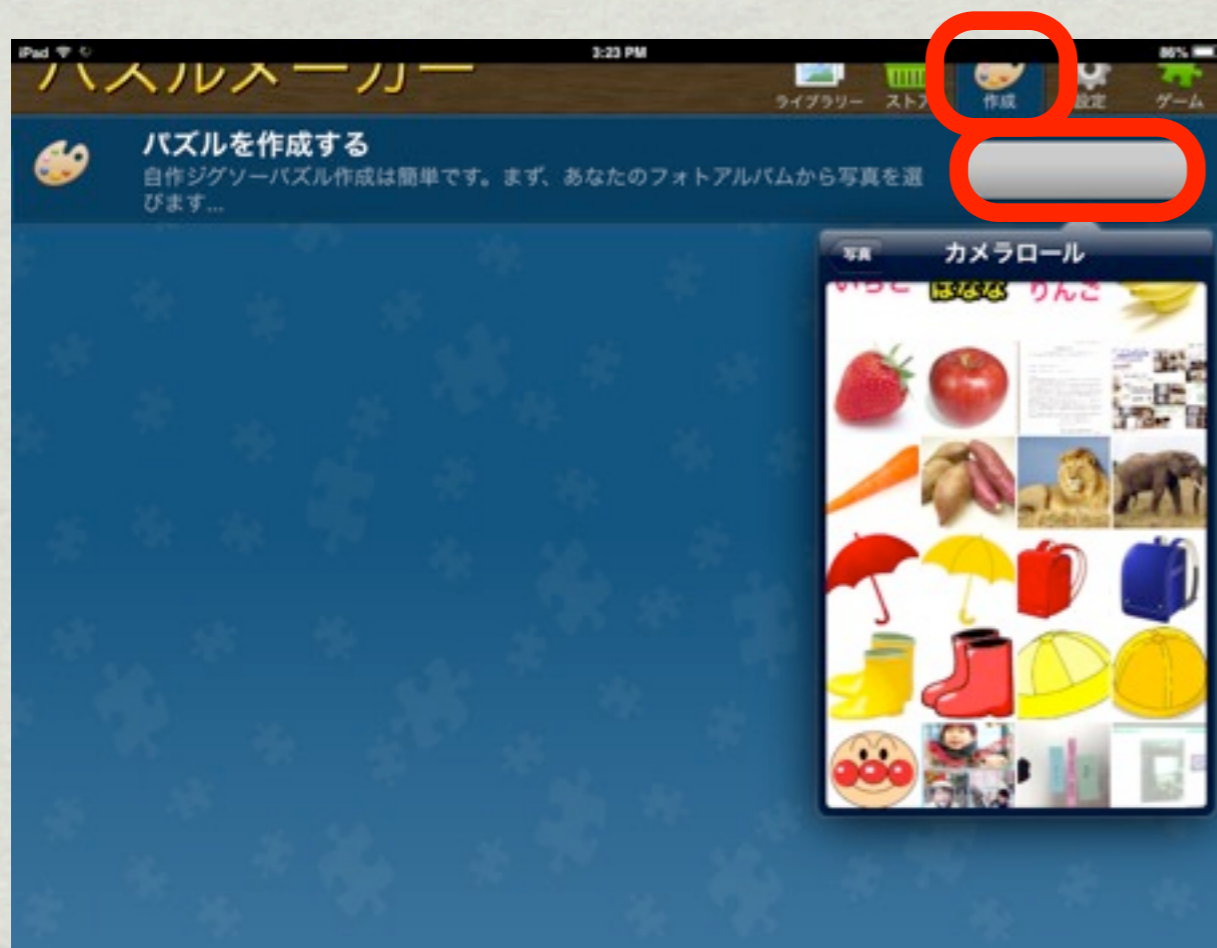 iPad 3:23 PM 86%
パズルメーカー
ライブラリー ストア 作成 設定 ゲーム
パズルを作成する
自作ジグソーパズル作成は簡単です。まず、あなたのフォトアルバムから写真を選
びます...
写真 カメラロール
いちご ばなな りんご